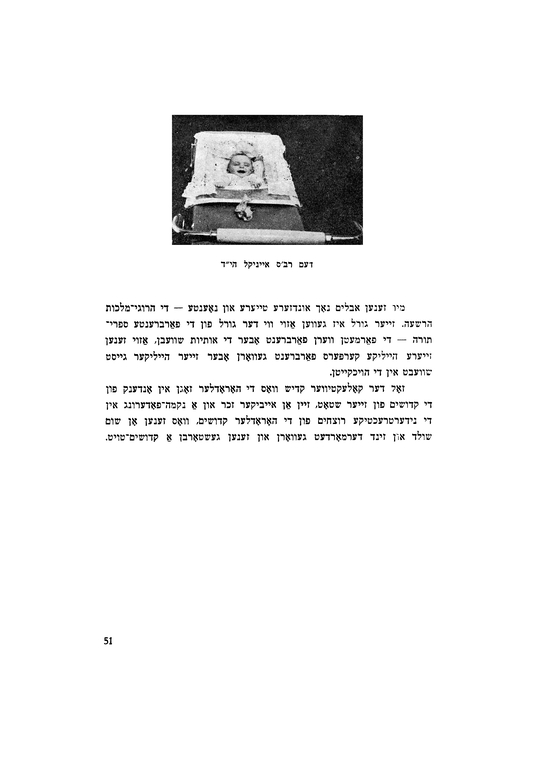 דעם רב׳ס אייניקל הי״ד
מיר זענען אבלים נאָך אונדזערע טייערע און נאָענטע — די הרוגי־מלכות
הרשעה. זייער גורל איז געווען אַזוי ווי דער גורל פון די פאַרברענטע ספרי־
תורה — די פּאַרמעטן ווערן פאַרברענט אָבער די אותיות שוועבן, אַזוי זענען
זייערע הייליקע קערפּערס פאַרברענט געוואָרן אָבער זייער הייליקער גייסט
שוועבט אין די הויכקייטן.
זאָל דער קאָלעקטיווער קדיש וואָס די האָראָדלער זאָגן אין אָנדענק פון
די קדושים פון זייער שטאָט, זיין אַן אייביקער זכר און אַ נקמה־פאָדערונג אין
די נידערטרעכטיקע רוצחים פון די האָראָדלער קדושים, וואָס זענען אָן שום
שולד און זינד דערמאָרדעט געוואָרן און זענען געשטאָרבן אַ קדושים־טויט.
51